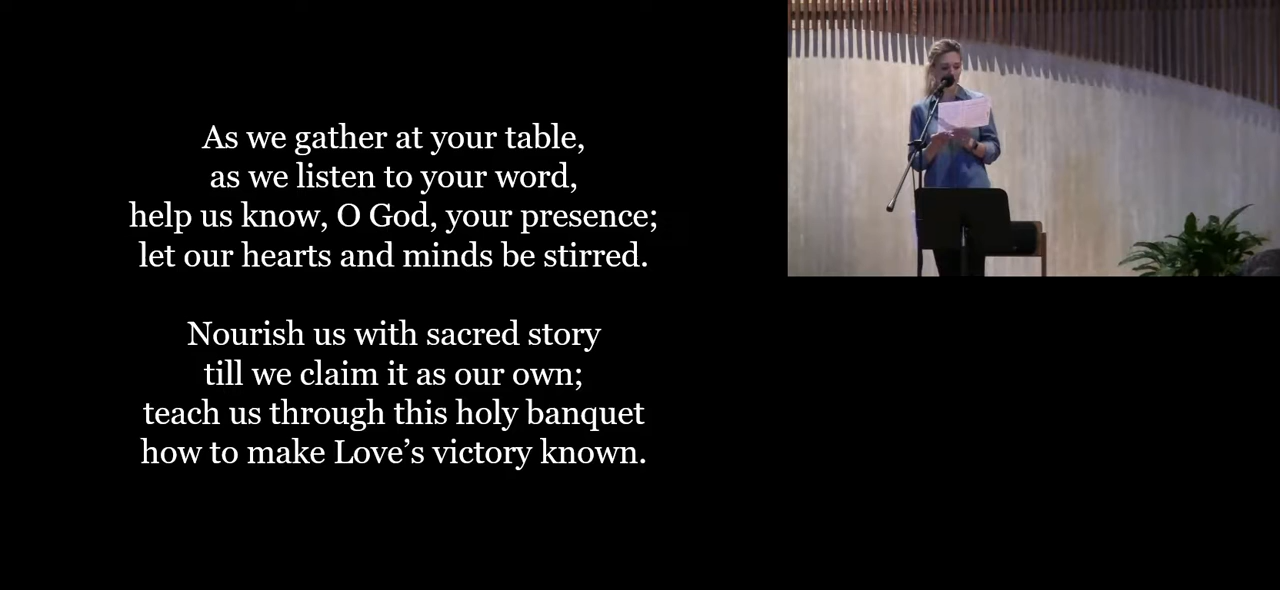 As we gather at your table,
as we listen to your word,
help us know, O God, your presence;
let our hearts and minds be stirred.
Nourish us with sacred story
till we claim it as our own;
teach us through this holy banquet
how to make Love’s victory known.